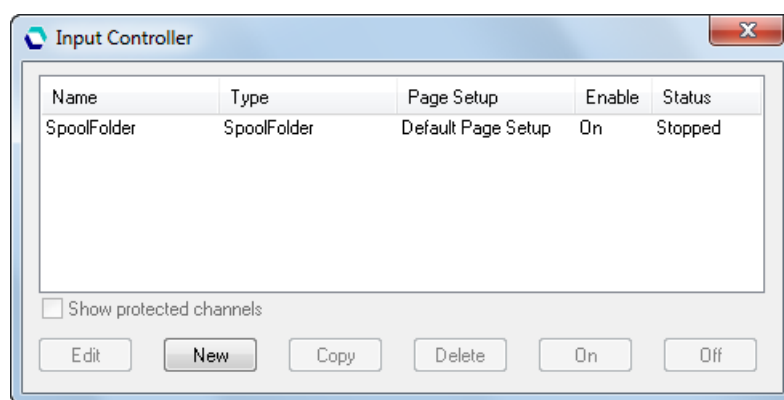 Input Controller
Name Type Page Setup Enable Status
SpoolFolder SpoolFolder Default Page Setup On Stopped
Show protected channels
Edit New Copy Delete On Off